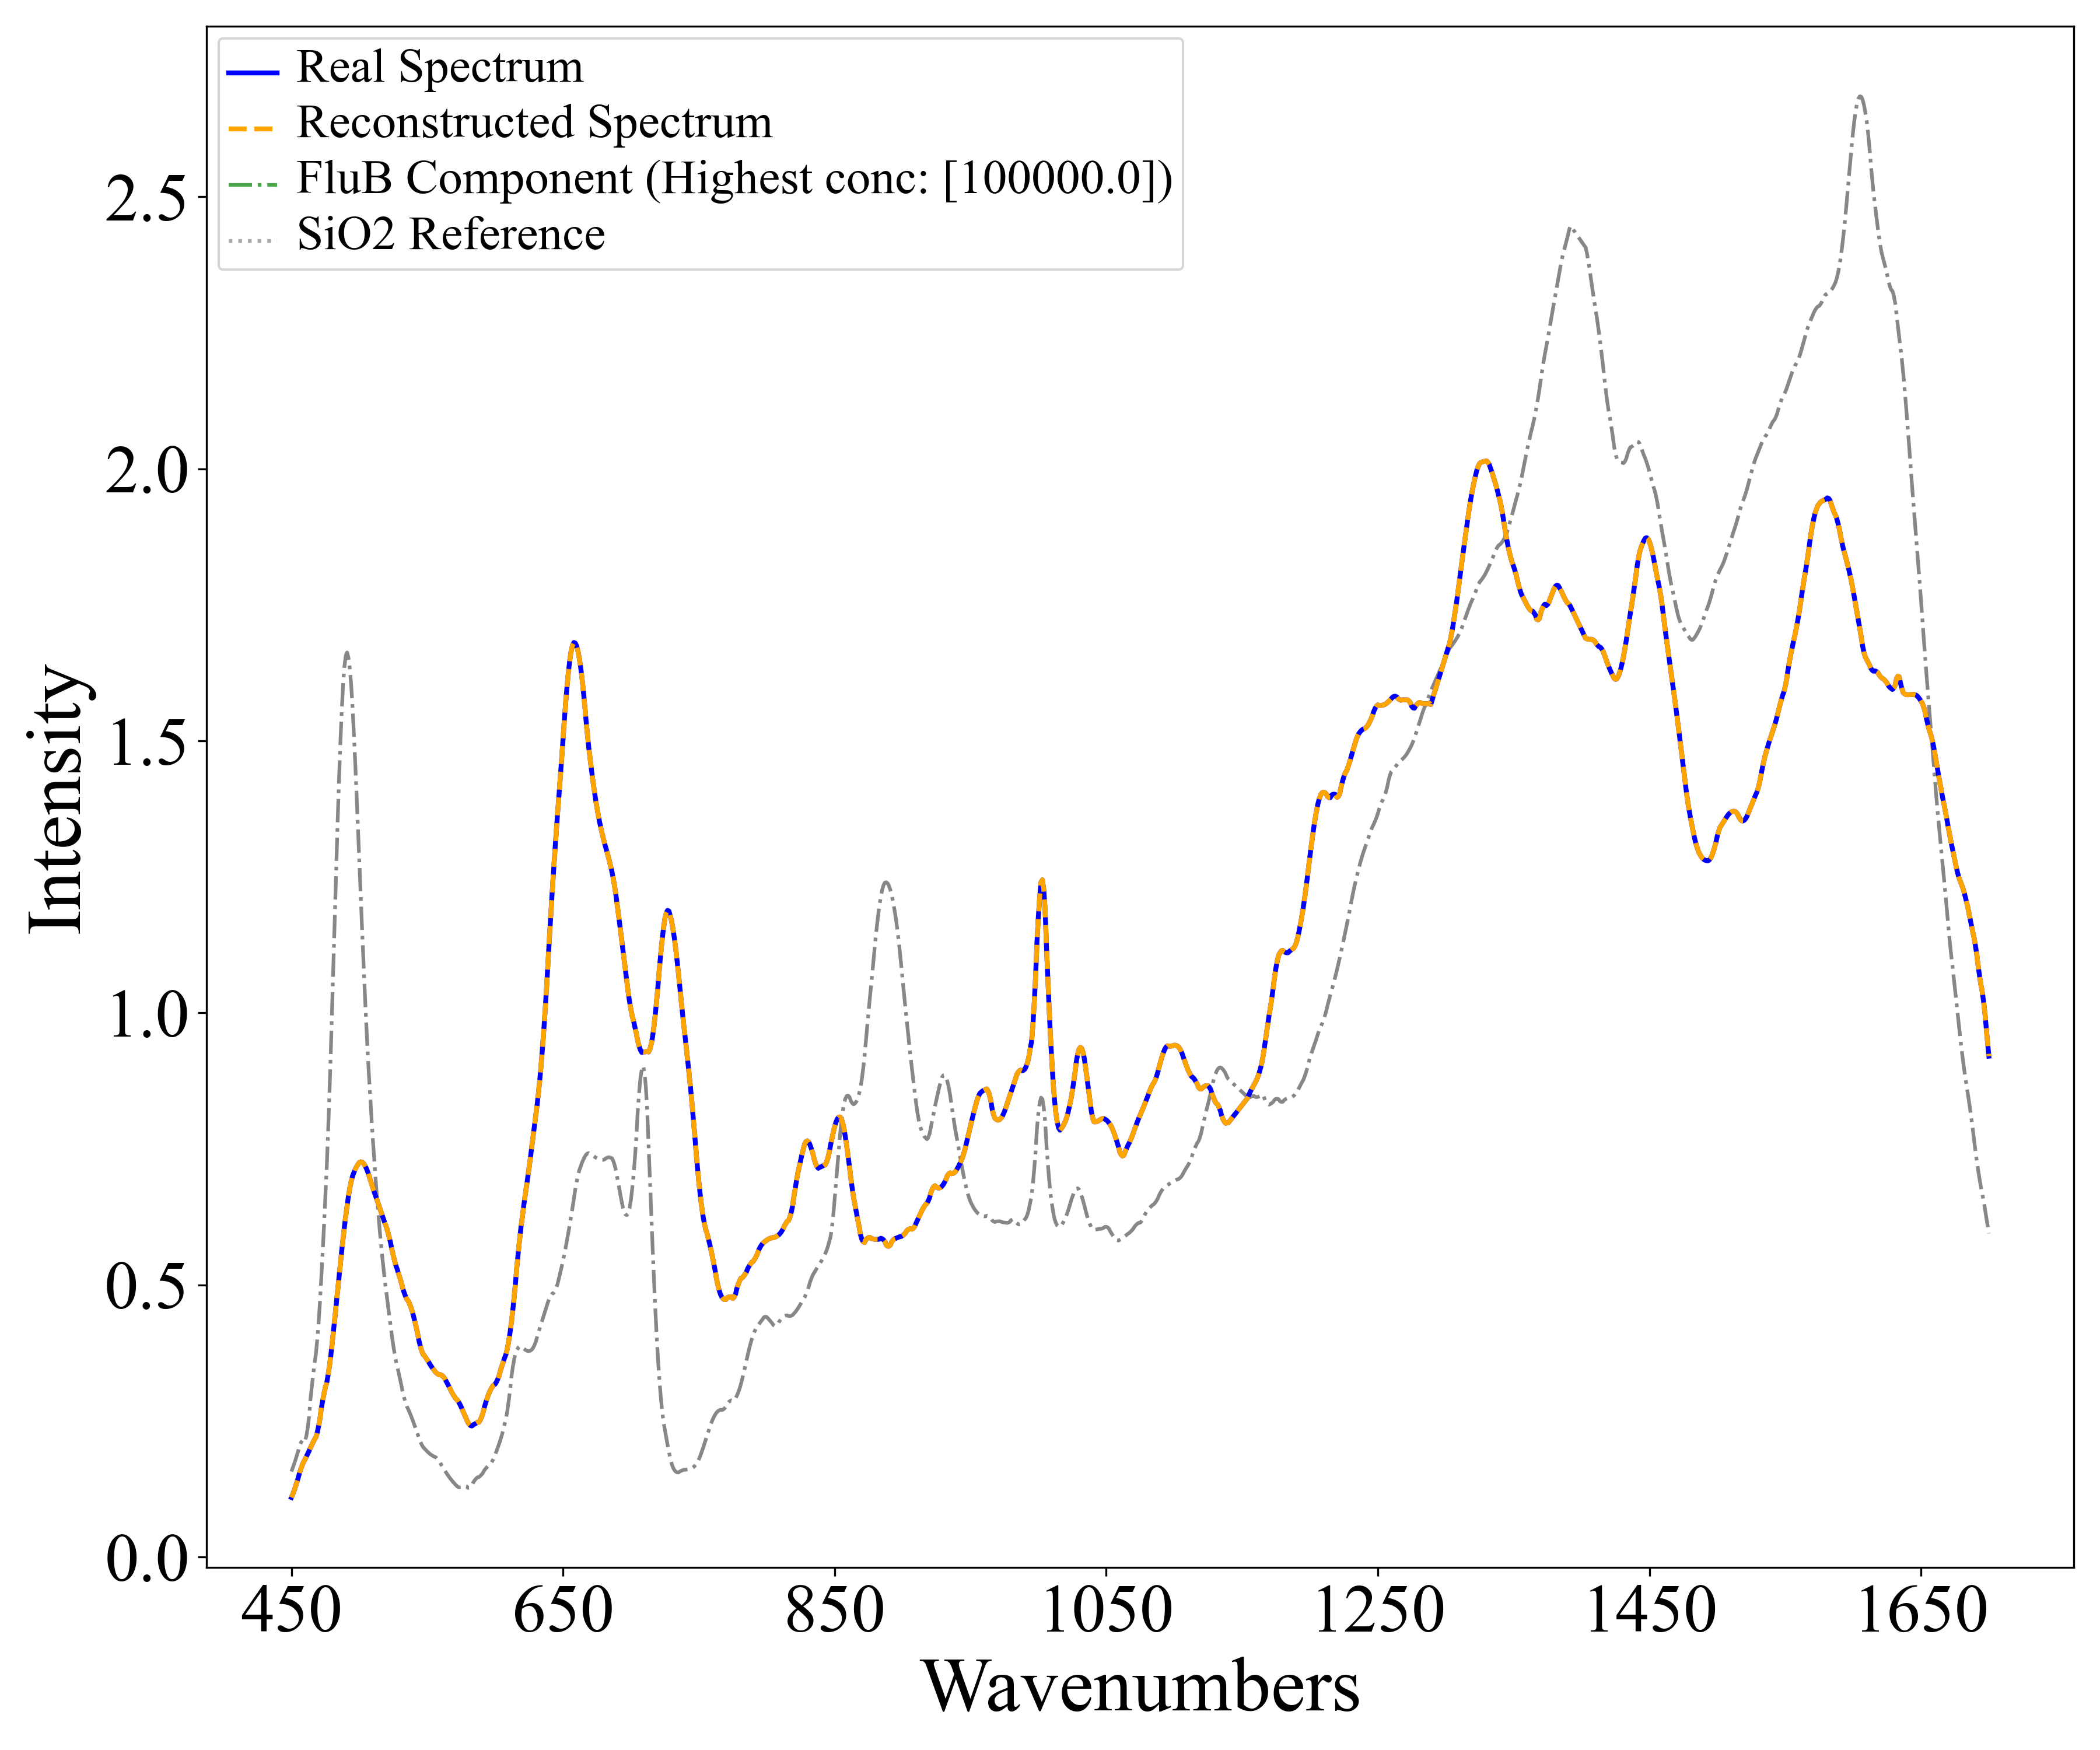 Real Spectrum
Reconstructed Spectrum
FluB Component (Highest conc: [100000.0])
SiO2 Reference
Intensity
2.5
2.0
1.5
1.0
0.5
0.0
450 650 850 1050 1250 1450 1650
Wavenumbers